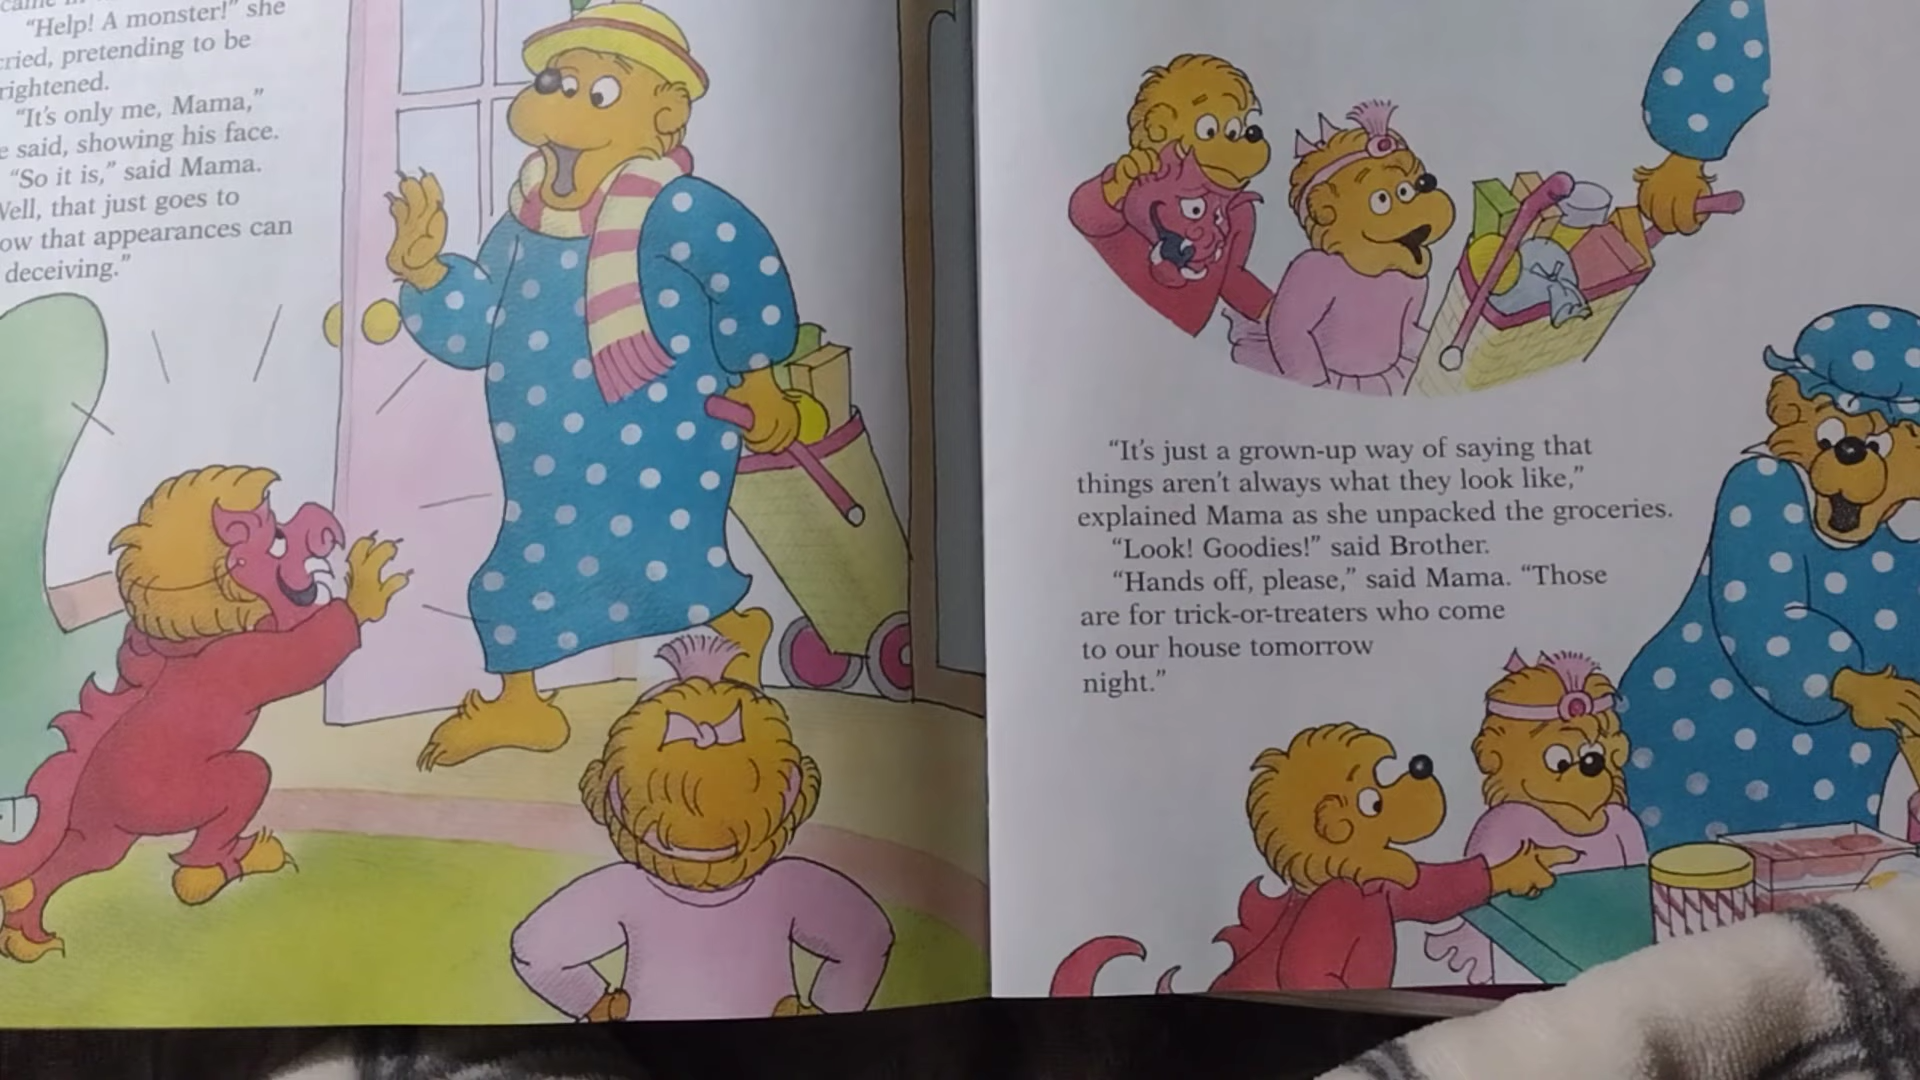 "Help! A monster!" she
cried, pretending to be
rightened.
"It's only me, Mama,"
e said, showing his face.
"So it is," said Mama.
Well, that just goes to
ow that appearances can
deceiving."
"It's just a grown-up way of saying that
things aren't always what they look like,"
explained Mama as she unpacked the groceries.
"Look! Goodies!" said Brother.
"Hands off, please," said Mama. "Those
are for trick-or-treaters who come
to our house tomorrow
night."